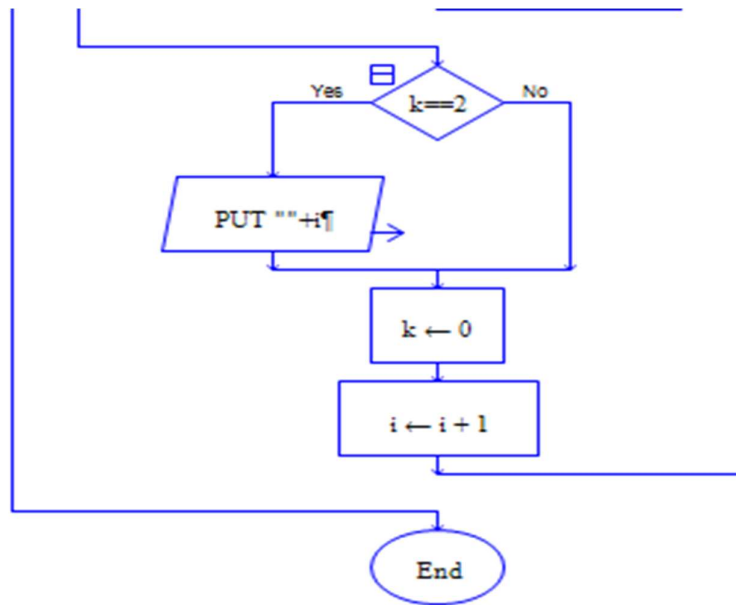 Yes
k==2
No
PUT ""+i¶
k ← 0
i ← i + 1
End